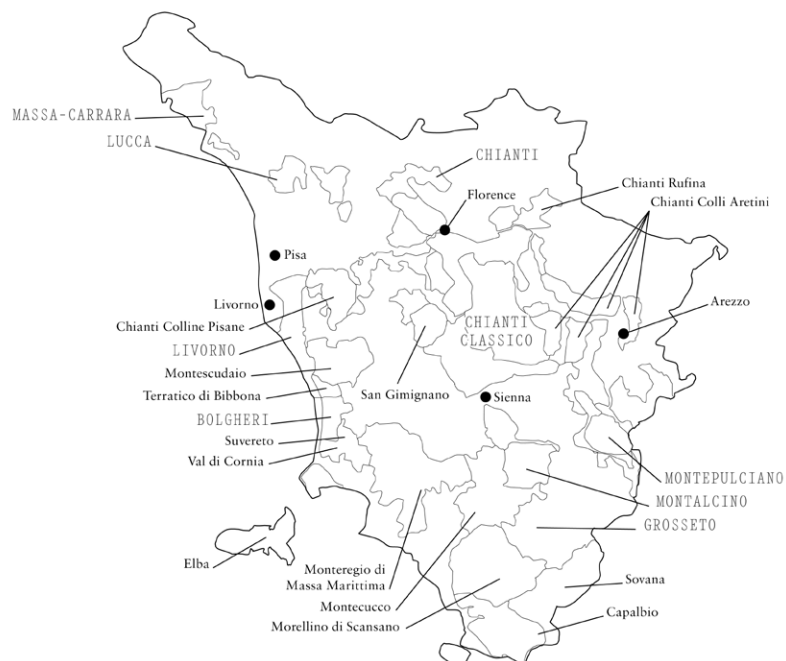 MASSA-CARRARA
LUCCA
CHIANTI
Florence
Chianti Rufina
Chianti Colli Aretini
Pisa
Livorno
Arezzo
Chianti Colline Pisane
CHIANTI
CLASSICO
LIVORNO
Montescudaio
San Gimignano
Terratico di Bibbona
Sienna
BOLGHERI
Suvereto
Val di Cornia
MONTEPULCIANO
MONTALCINO
GROSSETO
Elba
Monteregio di
Massa Marittima
Sovana
Montecucco
Capalbio
Morellino di Scansano